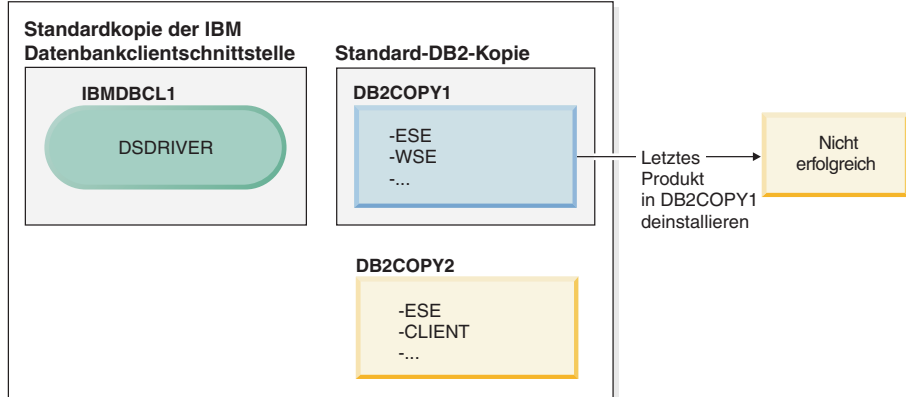 Standardkopie der IBM
Datenbankclientschnittstelle
IBMDBCL1
DSDRIVER
Standard-DB2-Kopie
DB2COPY1
-ESE
-WSE
-...
Letztes
Produkt
in DB2COPY1
deinstallieren
Nicht
erfolgreich
DB2COPY2
-ESE
-CLIENT
-...